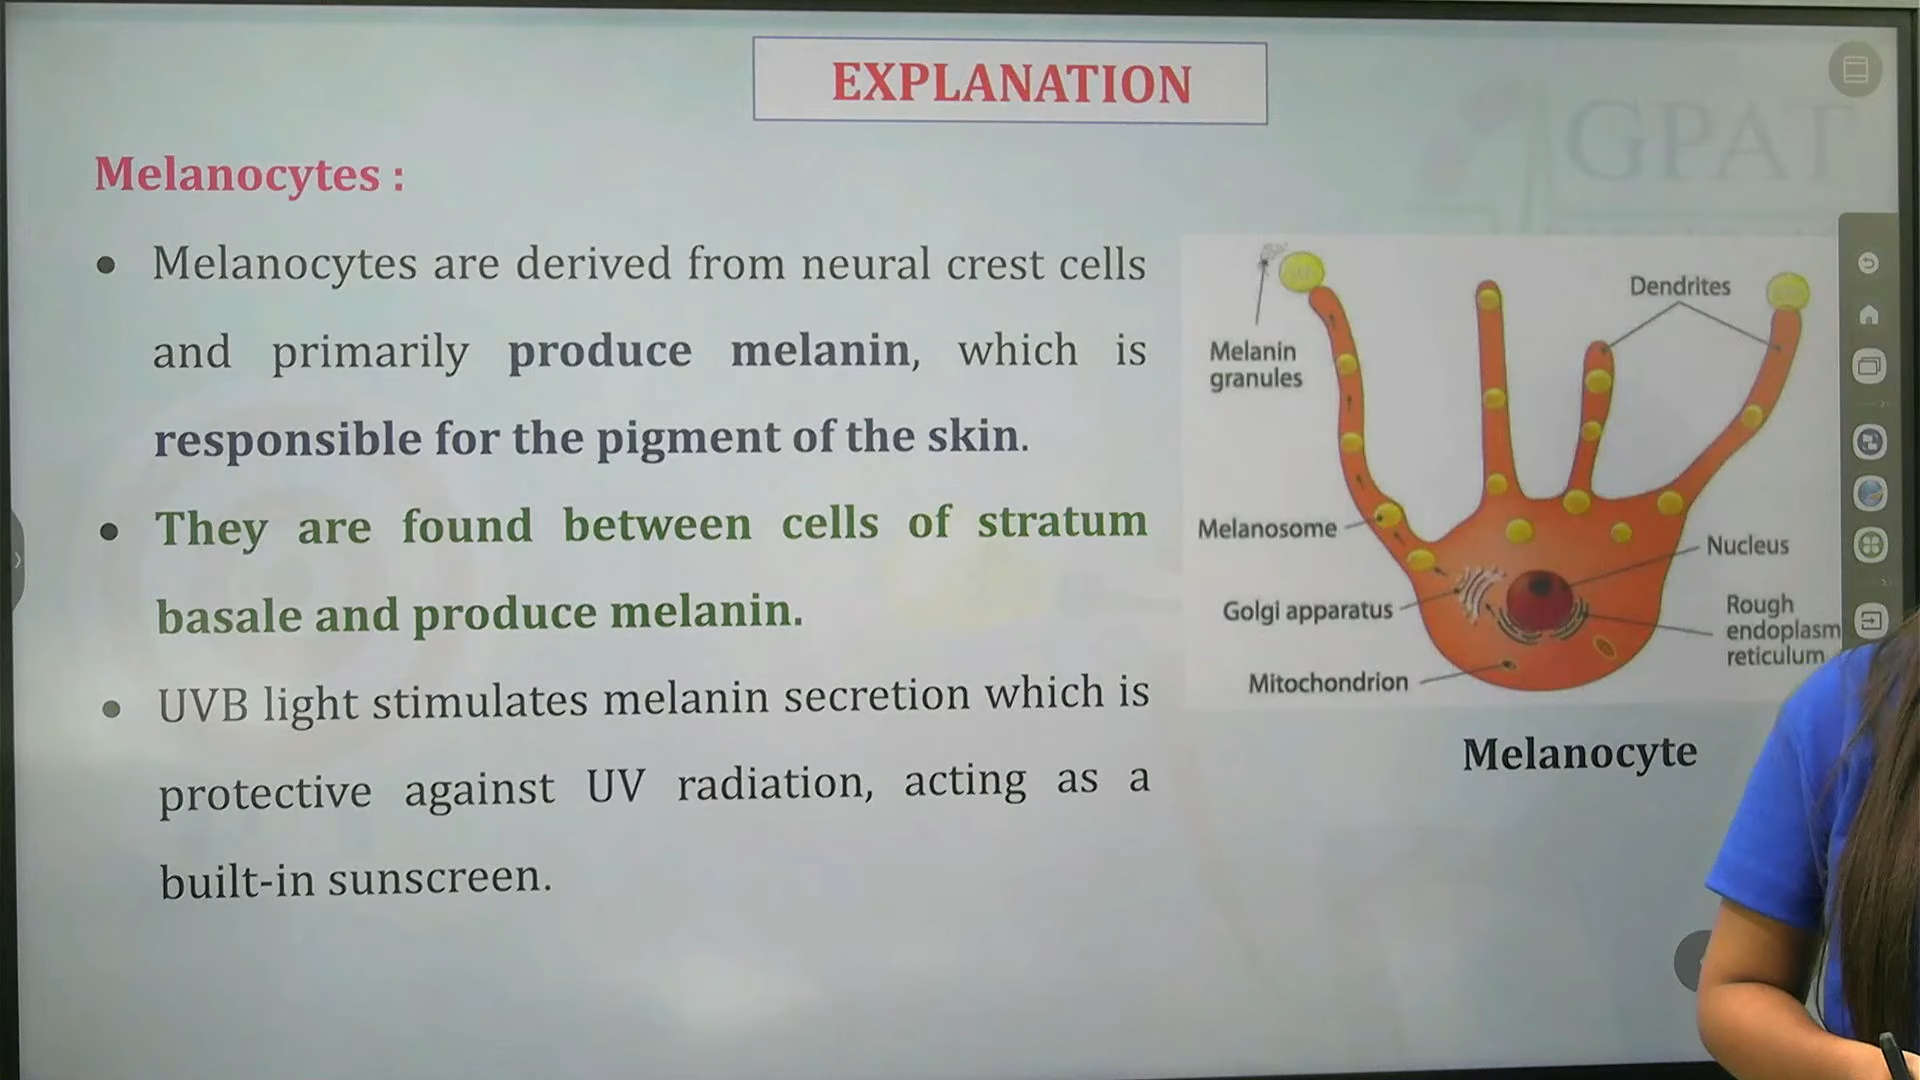 EXPLANATION
GPAT
Melanocytes :
• Melanocytes are derived from neural crest cells
and primarily produce melanin, which is
responsible for the pigment of the skin.
• They are found between cells of stratum
basale and produce melanin.
• UVB light stimulates melanin secretion which is
protective against UV radiation, acting as a
built-in sunscreen.
Dendrites
Melanin
granules
Melanosome
Nucleus
Golgi apparatus
Rough
endoplasm
reticulum
Mitochondrion
Melanocyte